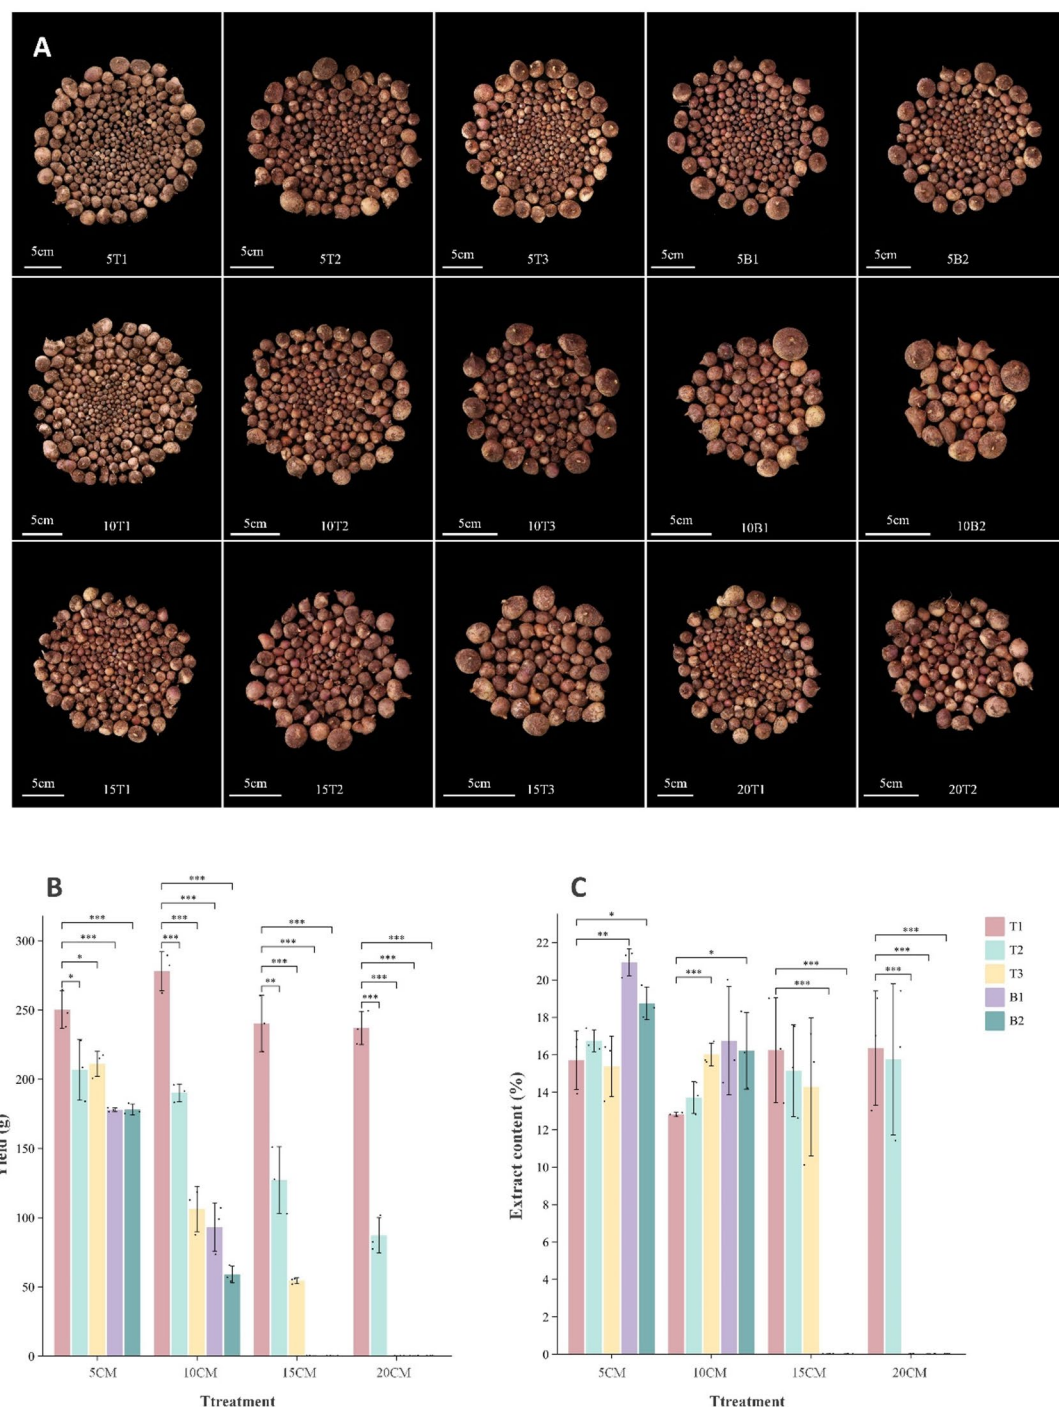 A
5cm 5T1
5cm 5T2
5cm 5T3
5cm 5B1
5cm 5B2
5cm 10T1
5cm 10T2
5cm 10T3
5cm 10B1
5cm 10B2
5cm 15T1
5cm 15T2
5cm 15T3
5cm 20T1
5cm 20T2
B
***
***
***
***
***
***
*
*
***
***
***
**
***
***
***
***
300
250
200
150
100
50
0
Yield (g)
5CM 10CM 15CM 20CM
Ttreatment
C
*
**
*
***
***
***
***
***
***
22
20
18
16
14
12
10
8
6
4
2
0
Extract content (%)
5CM 10CM 15CM 20CM
Ttreatment
T1
T2
T3
B1
B2